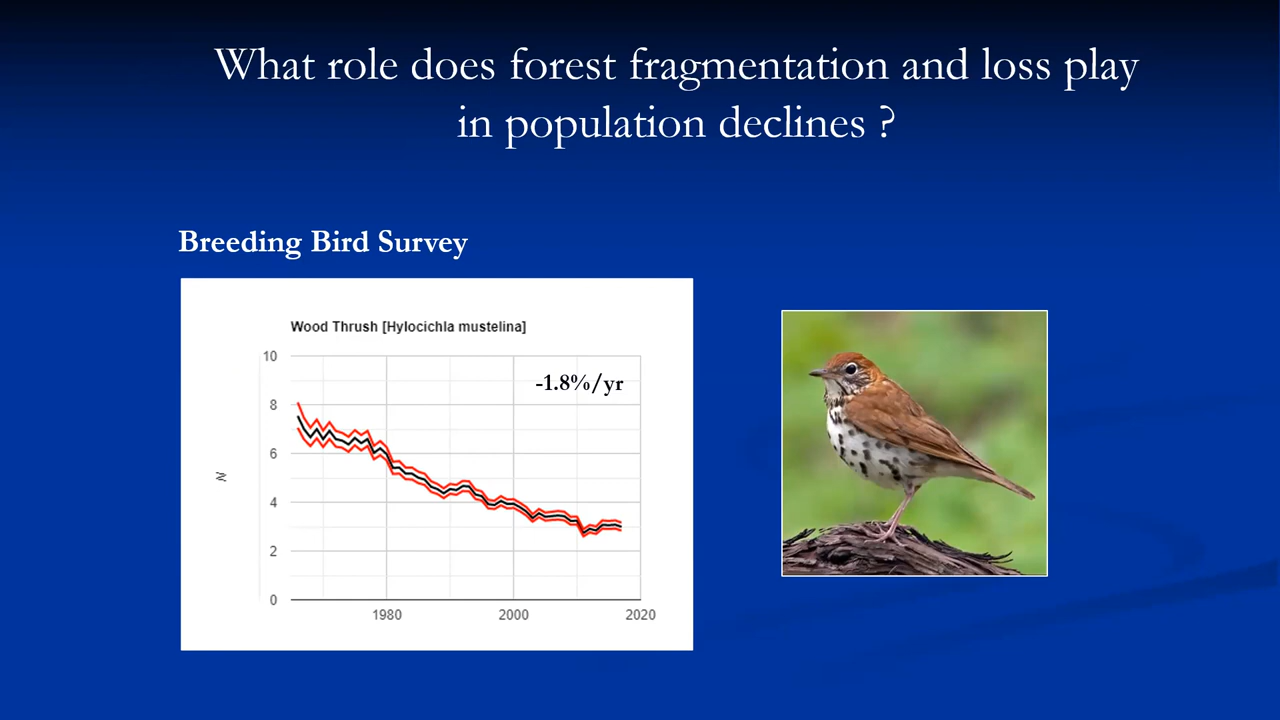 What role does forest fragmentation and loss play
in population declines ?
Breeding Bird Survey
Wood Thrush [Hylocichla mustelina]
-1.8%/yr
10
8
6
4
2
0
N
1980
2000
2020